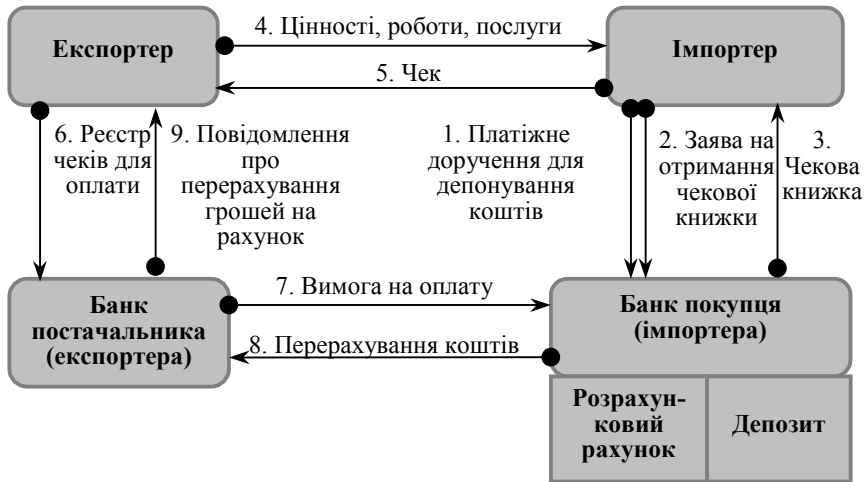 Експортер
4. Цінності, роботи, послуги
Імпортер
5. Чек
6. Реєстр
чеків для
оплати
9. Повідомлення
про
перерахування
грошей на
рахунок
1. Платіжне
доручення для
депонування
коштів
2. Заява на
отримання
чекової
книжки
3.
Чекова
книжка
Банк
постачальника
(експортера)
7. Вимога на оплату
8. Перерахування коштів
Банк покупця
(імпортера)
Розрахун-
ковий
рахунок
Депозит